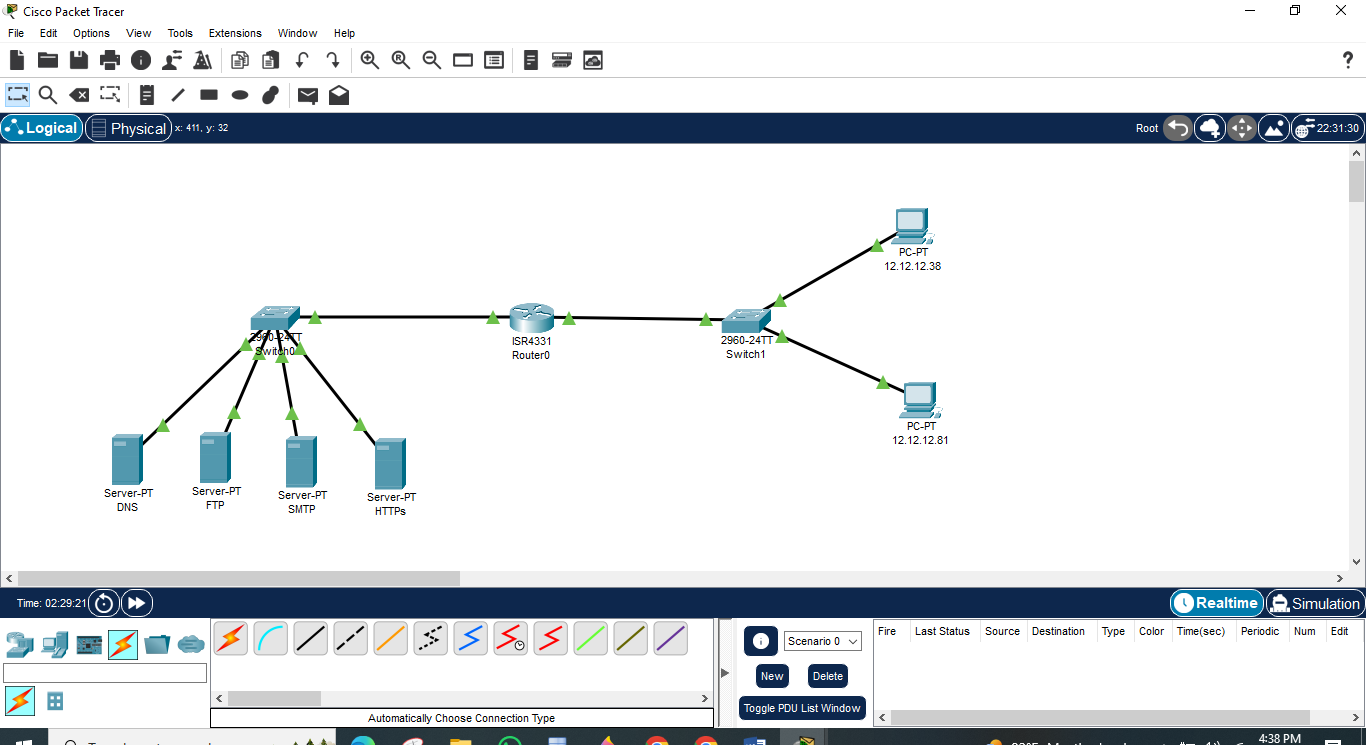 Cisco Packet Tracer
File Edit Options View Tools Extensions Window Help
Logical Physical x: 411, y: 32 Root 22:31:30
PC-PT
12.12.12.38
2960-24TT
Switch0
ISR4331
Router0
2960-24TT
Switch1
PC-PT
12.12.12.81
Server-PT
DNS
Server-PT
FTP
Server-PT
SMTP
Server-PT
HTTPs
Time: 02:29:21 Realtime Simulation
Scenario 0
New Delete
Toggle PDU List Window
Fire Last Status Source Destination Type Color Time(sec) Periodic Num Edit
Automatically Choose Connection Type
4:38 PM